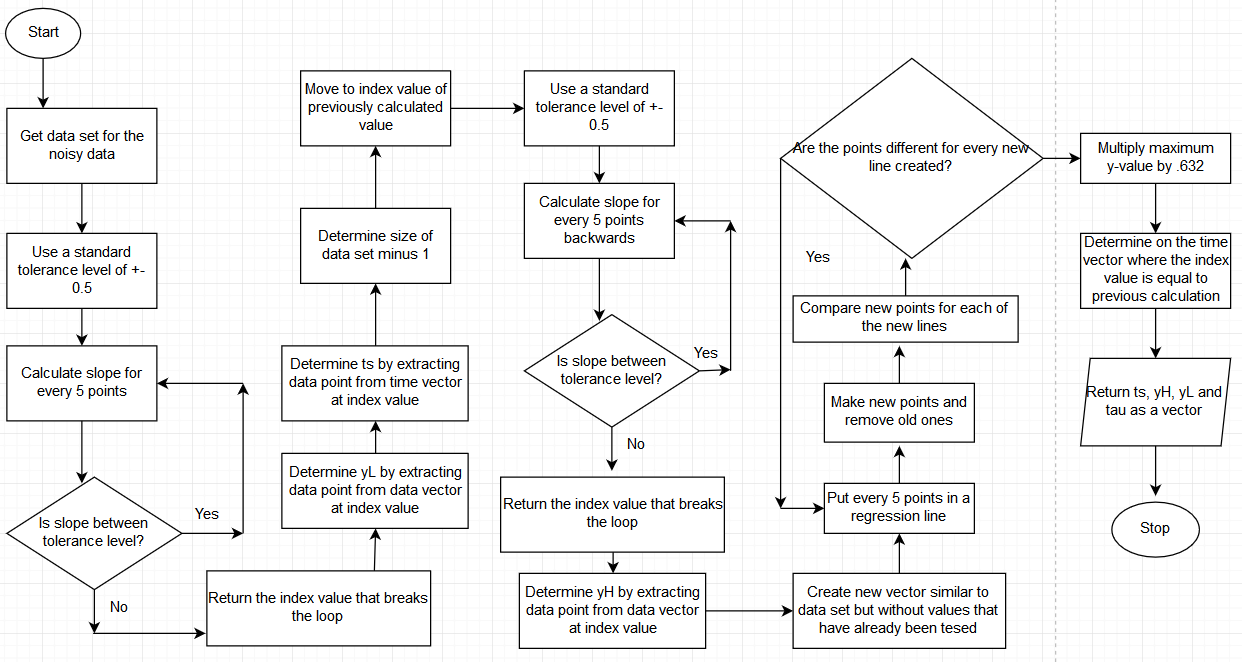 Start
Get data set for the
noisy data
Use a standard
tolerance level of +-
0.5
Calculate slope for
every 5 points
Is slope between
tolerance level?
Yes
No
Return the index value that breaks
the loop
Determine yL by extracting
data point from data vector
at index value
Determine ts by extracting
data point from time vector
at index value
Determine size of
data set minus 1
Move to index value of
previously calculated
value
Use a standard
tolerance level of +-
0.5
Calculate slope for
every 5 points
backwards
Is slope between
tolerance level?
Yes
No
Return the index value that breaks
the loop
Determine yH by extracting
data point from data vector
at index value
Create new vector similar to
data set but without values that
have already been tesed
Put every 5 points in a
regression line
Make new points and
remove old ones
Compare new points for each of
the new lines
Are the points different for every new
line created?
Yes
Multiply maximum
y-value by .632
Determine on the time
vector where the index
value is equal to
previous calculation
Return ts, yH, yL and
tau as a vector
Stop